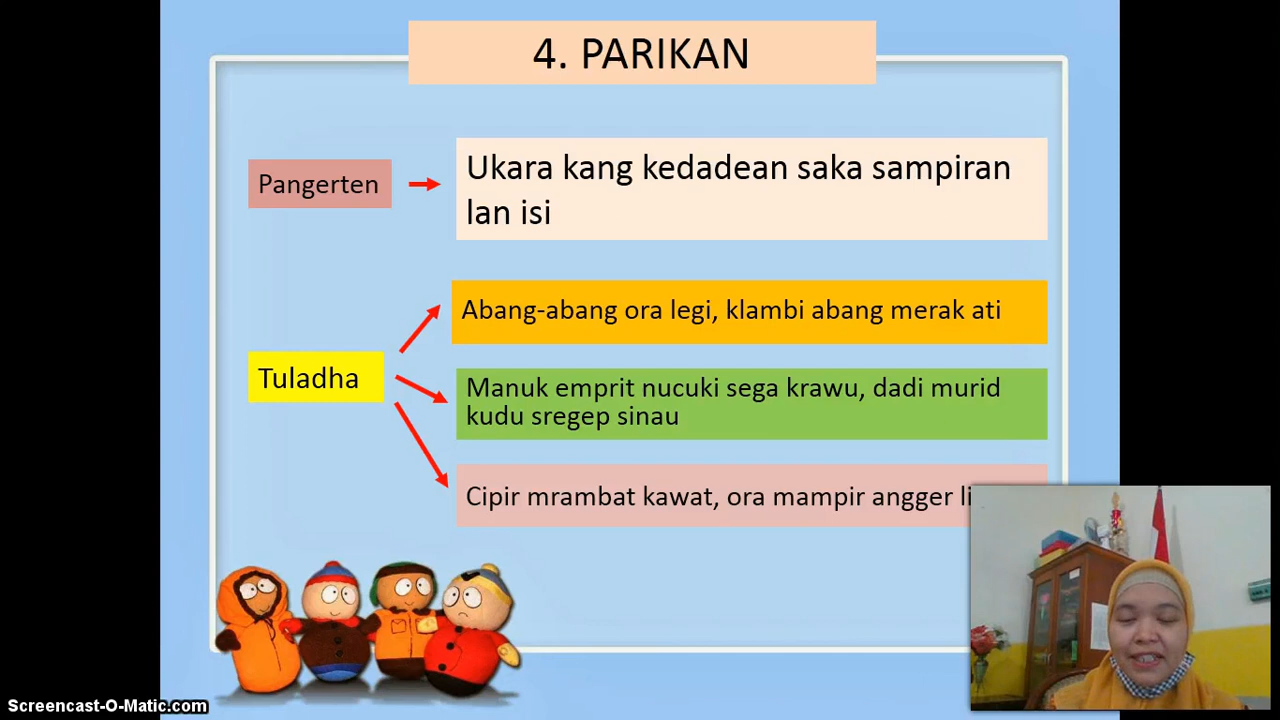 4. PARIKAN
Pangerten
Ukara kang kedadean saka sampiran
lan isi
Tuladha
Abang-abang ora legi, klambi abang merak ati
Manuk emprit nucuki sega krawu, dadi murid
kudu sregep sinau
Cipir mrambat kawat, ora mampir angger
Screencast-O-Matic.com